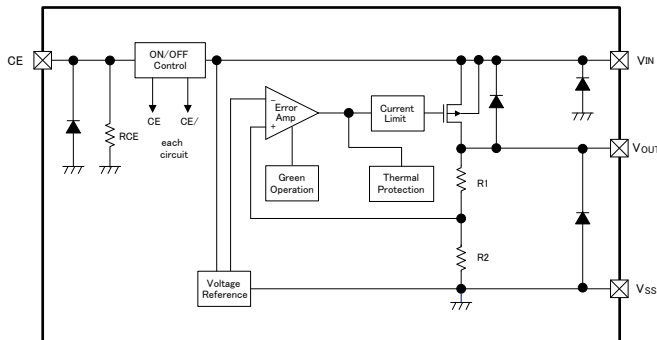 CE
ON/OFF
Control
VIN
CE
CE/
each
circuit
RCE
−
Error
Amp
+
Current
Limit
Green
Operation
Thermal
Protection
VOUT
R1
R2
Voltage
Reference
VSS